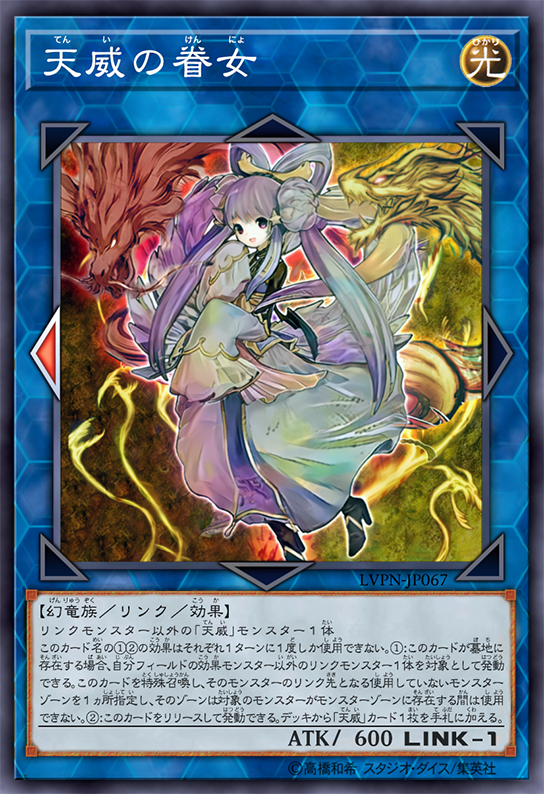 天威の眷女
光
LVPN-JP067
【幻竜族／リンク／効果】
リンクモンスター以外の「天威」モンスター１体
このカード名の①②の効果はそれぞれ１ターンに１度しか使用できない。①：このカードが墓地に
存在する場合、自分フィールドの効果モンスター以外のリンクモンスター１体を対象として発動
できる。このカードを特殊召喚し、そのモンスターのリンク先となる使用していないモンスター
ゾーンを１ヵ所指定し、そのゾーンは対象のモンスターがモンスターゾーンに存在する間は使用
できない。②：このカードをリリースして発動できる。デッキから「天威」カード１枚を手札に加える。
ATK/ 600 LINK-1
©高橋和希 スタジオ・ダイス/集英社